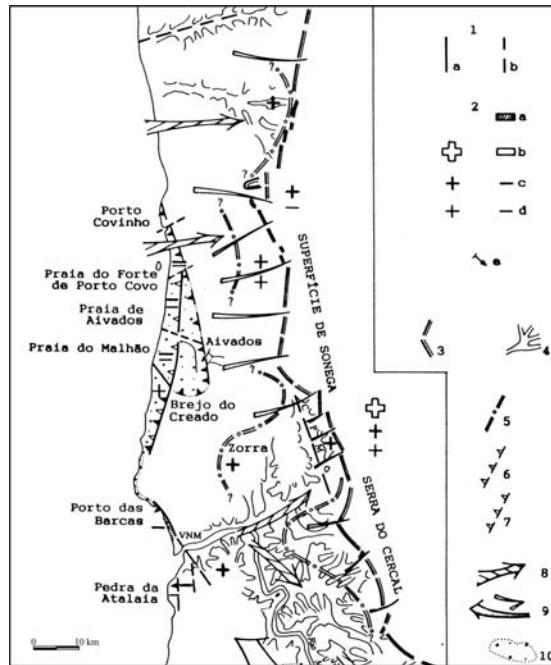 1
a
b
2
a
b
c
d
e
3
4
5
6
7
8
9
10
?
?
?
?
?
?
Porto
Covinho
Praia do Forte
de Porto Covo
Praia de
Aivados
Praia do Malhão
Aivados
Brejo do
Creado
Zorra
Porto das
Barcas
VNM
Pedra da
Atalaia
SUPERFÍCIE DE SONEGA
SERRA DO CERCAL
0
10 km